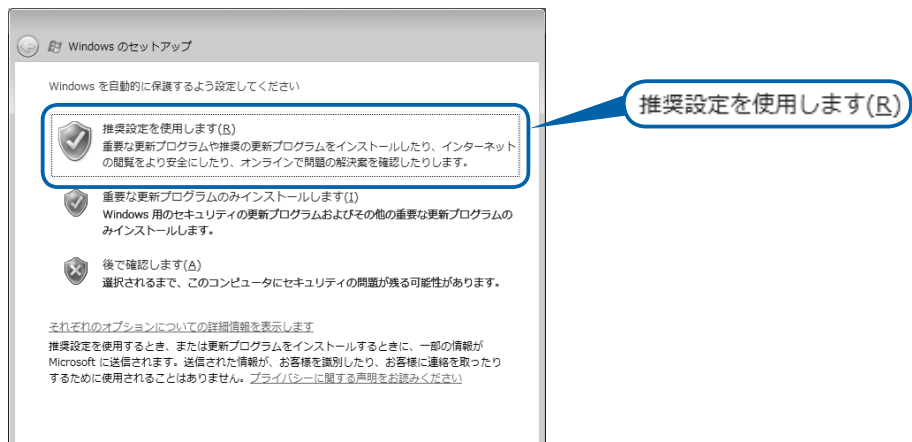 Windows のセットアップ
Windows を自動的に保護するよう設定してください
推奨設定を使用します(R)
重要な更新プログラムや推奨の更新プログラムをインストールしたり、インターネット
の閲覧をより安全にしたり、オンラインで問題の解決案を確認したりします。
推奨設定を使用します(R)
重要な更新プログラムのみインストールします(I)
Windows 用のセキュリティの更新プログラムおよびその他の重要な更新プログラムの
みインストールします。
後で確認します(A)
選択されるまで、このコンピュータにセキュリティの問題が残る可能性があります。
それぞれのオプションについての詳細情報を表示します
推奨設定を使用するとき、または更新プログラムをインストールするときに、一部の情報が
Microsoft に送信されます。送信された情報が、お客様を識別したり、お客様に連絡を取ったり
するために使用されることはありません。プライバシーに関する声明をお読みください